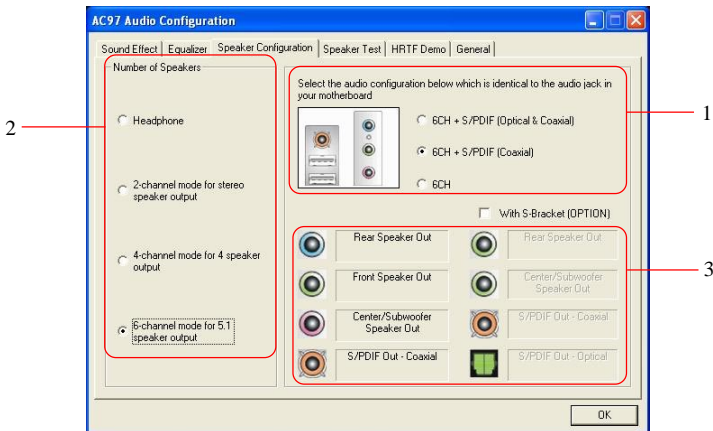 AC97 Audio Configuration
Sound Effect
Equalizer
Speaker Configuration
Speaker Test
HRTF Demo
General
Number of Speakers
Headphone
2-channel mode for stereo
speaker output
4-channel mode for 4 speaker
output
6-channel mode for 5.1
speaker output
2
Select the audio configuration below which is identical to the audio jack in
your motherboard
6CH + S/PDIF (Optical & Coaxial)
6CH + S/PDIF (Coaxial)
6CH
1
With S-Bracket (OPTION)
Rear Speaker Out
Rear Speaker Out
Front Speaker Out
Center/Subwoofer
Speaker Out
Center/Subwoofer
Speaker Out
S/PDIF Out - Coaxial
S/PDIF Out - Coaxial
S/PDIF Out - Optical
3
OK